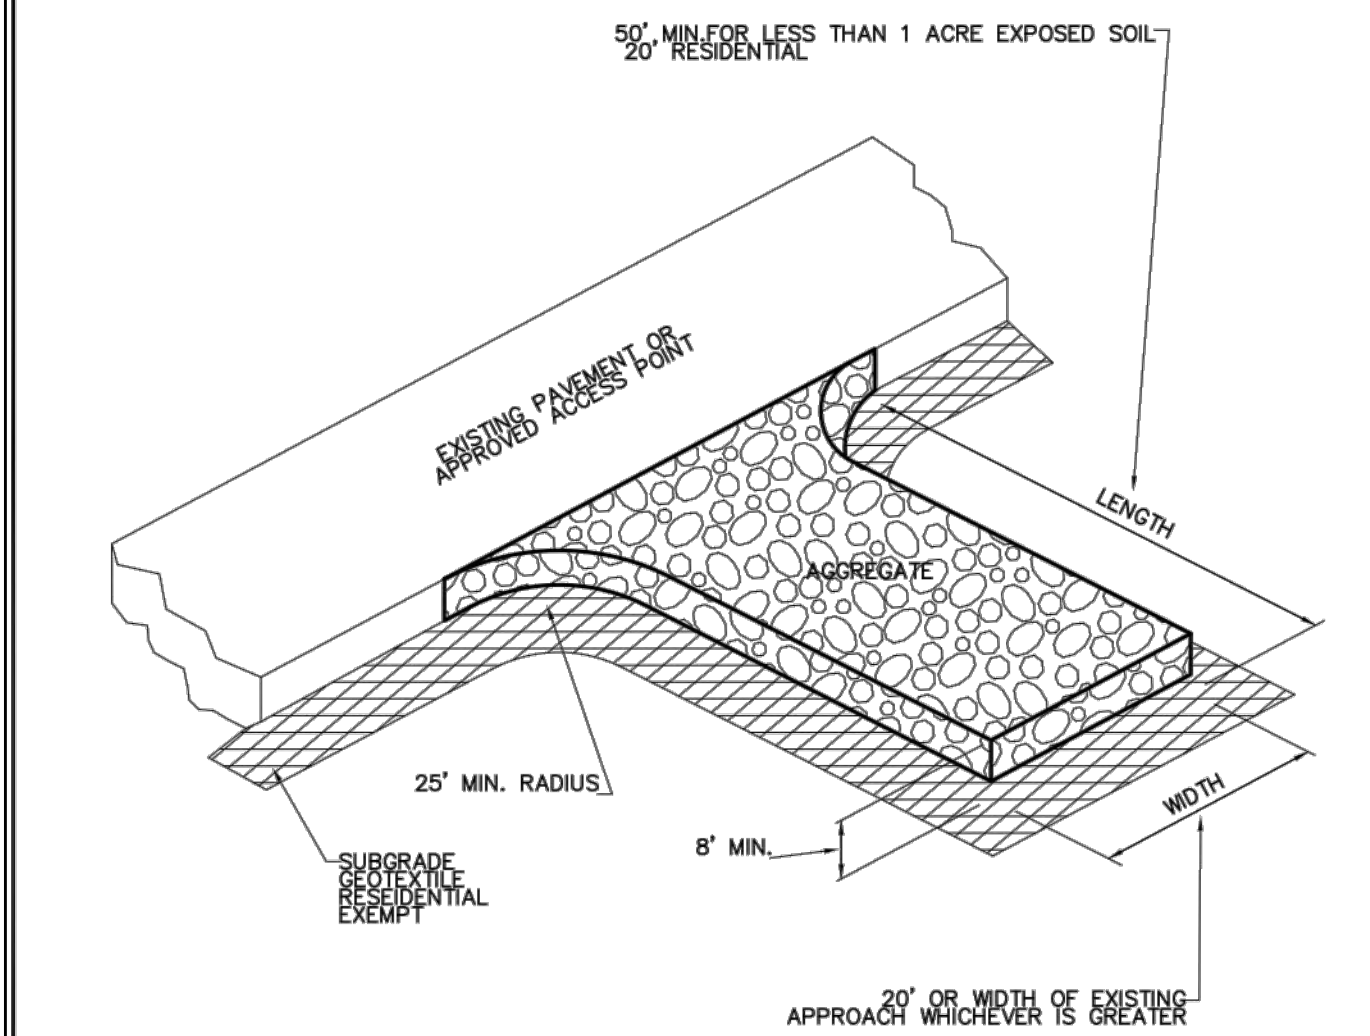 50', MIN.FOR LESS THAN 1 ACRE EXPOSED SOIL
20' RESIDENTIAL
EXISTING PAVEMENT OR
APPROVED ACCESS POINT
LENGTH
AGGREGATE
25' MIN. RADIUS
WIDTH
8' MIN.
SUBGRADE
GEOTEXTILE
RESEIDENTIAL
EXEMPT
20' OR WIDTH OF EXISTING
APPROACH WHICHEVER IS GREATER